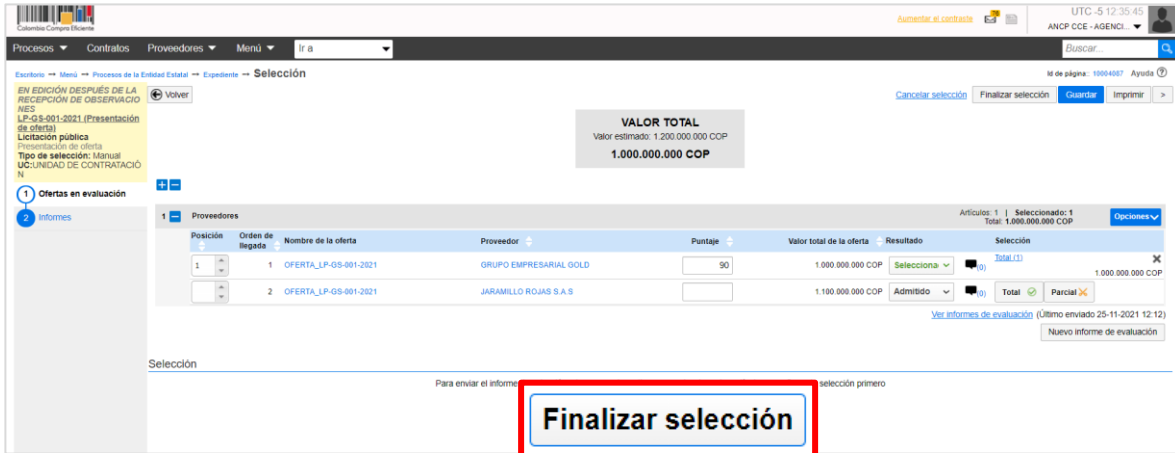 Colombia Compra Eficiente
Aumentar el contraste
UTC -5 12:35:45
ANCP CCE - AGENCI...
Procesos Contratos Proveedores Menú Ir a Buscar...
Escritorio → Menú → Procesos de la Entidad Estatal → Expediente → Selección
Id de página: 10004087 Ayuda
EN EDICIÓN DESPUÉS DE LA
RECEPCIÓN DE OBSERVACIO
NES
LP-GS-001-2021 (Presentación
de oferta)
Licitación pública
Presentación de oferta
Tipo de selección: Manual
UC:UNIDAD DE CONTRATACIÓ
N
1 Ofertas en evaluación
2 Informes
Volver
Cancelar selección Finalizar selección Guardar Imprimir >
VALOR TOTAL
Valor estimado: 1.200.000.000 COP
1.000.000.000 COP
1 Proveedores
Artículos: 1 | Seleccionado: 1
Total: 1.000.000.000 COP
Opciones
Posición Orden de llegada Nombre de la oferta Proveedor Puntaje Valor total de la oferta Resultado Selección
1 1 OFERTA_LP-GS-001-2021 GRUPO EMPRESARIAL GOLD 90 1.000.000.000 COP Selecciona (0) Total (1) 1.000.000.000 COP
2 OFERTA_LP-GS-001-2021 JARAMILLO ROJAS S.A.S 1.100.000.000 COP Admitido (0) Total Parcial
Ver informes de evaluación (Último enviado 25-11-2021 12:12)
Nuevo informe de evaluación
Selección
Para enviar el informe selección primero
Finalizar selección